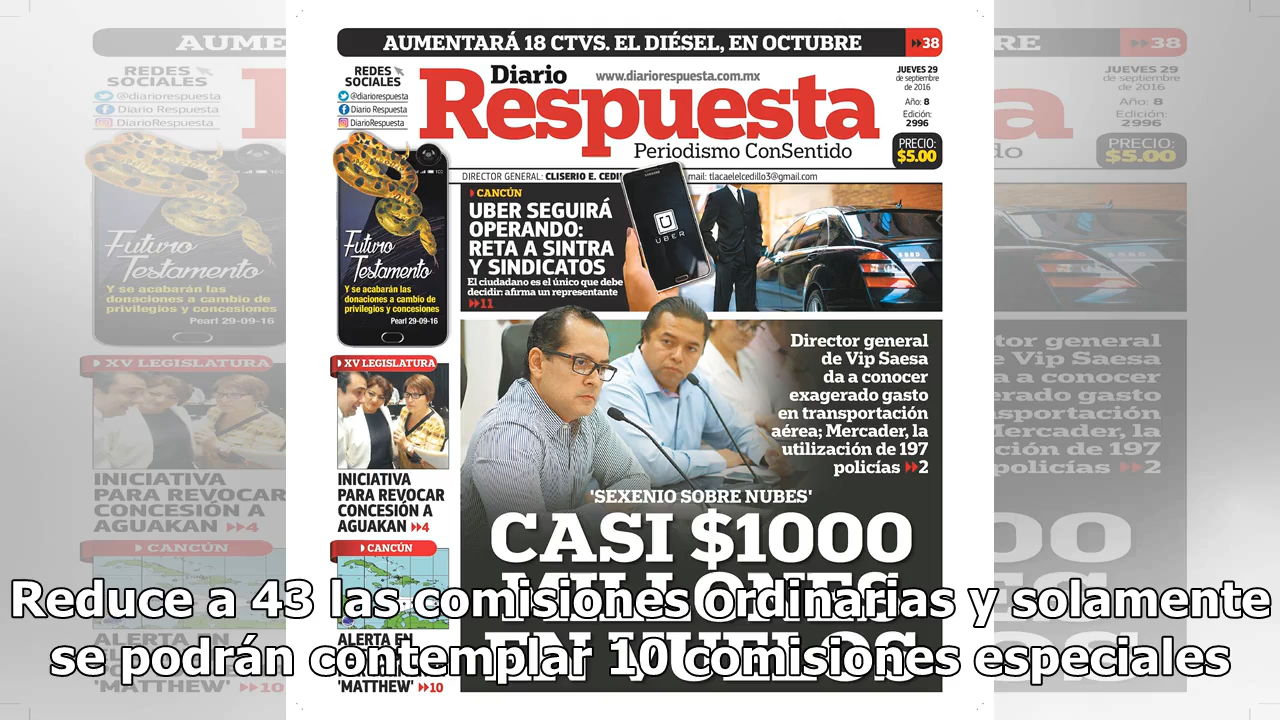 AUMENTARÁ 18 CTVS. EL DIÉSEL, EN OCTUBRE
38
REDES
SOCIALES
@diariorespuesta
Diario Respuesta
DiarioRespuesta
Diario
www.diariorespuesta.com.mx
Respuesta
Periodismo ConSentido
JUEVES 29
de septiembre
de 2016
Año: 8
Edición:
2996
PRECIO:
$5.00
DIRECTOR GENERAL: CLISERIO E. CEDI
mail: tlacaelelcedillo3@gmail.com
Futuro
Testamento
Y se acabarán las
donaciones a cambio de
privilegios y concesiones
Pearl 29-09-16
CANCÚN
UBER SEGUIRÁ
OPERANDO:
RETA A SINTRA
Y SINDICATOS
El ciudadano es el único que debe
decidir: afirma un representante
11
UBER
XV LEGISLATURA
INICIATIVA
PARA REVOCAR
CONCESIÓN A
AGUAKAN 4
CANCÚN
ALERTA EN
'MATTHEW' 10
Director general
de Vip Saesa
da a conocer
exagerado gasto
en transportación
aérea; Mercader, la
utilización de 197
policías 2
'SEXENIO SOBRE NUBES'
CASI $1000
MILLONES
EN VUELOS
Reduce a 43 las comisiones ordinarias y solamente
se podrán contemplar 10 comisiones especiales